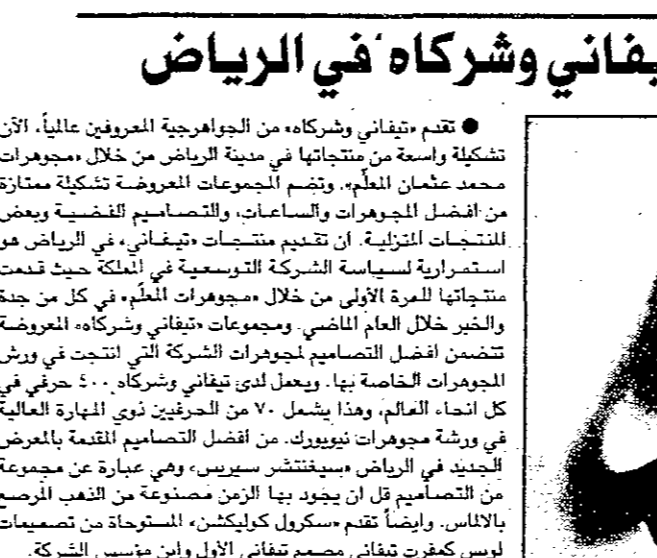 يفاني وشركاه في الرياض
● تقدم «تيفاني وشركاه» من الجواهرجية المعروفين عالمياً، الآن
تشكيلة واسعة من منتجاتها في مدينة الرياض من خلال «مجوهرات
محمد عثمان المعلّم». وتضم المجموعات المعروضة تشكيلة ممتازة
من افضل المجوهرات والساعات، والتصاميم الفضية وبعض
المنتجات المنزلية. ان تقديم منتجات «تيفاني» في الرياض هو
استمرارية لسياسة الشركة التوسعية في المملكة حيث قدمت
منتجاتها للمرة الأولى من خلال «مجوهرات المعلّم» في كل من جدة
والخبر خلال العام الماضي. ومجموعات «تيفاني وشركاه» المعروضة
تتضمن افضل التصاميم لمجوهرات الشركة التي انتجت في ورش
المجوهرات الخاصة بها. ويعمل لدى تيفاني وشركاه ٤٠٠ حرفي في
كل انحاء العالم، وهذا يشمل ٧٠ من الحرفيين ذوي المهارة العالية
في ورشة مجوهرات نيويورك. من أفضل التصاميم المقدمة بالمعرض
الجديد في الرياض «سيغنتشر سيريس» وهي عبارة عن مجموعة
من التصاميم قل ان يجود بها الزمن مصنوعة من الذهب المرصع
بالالماس. وايضاً تقدم «سكرول كوليكشن» المستوحاة من تصميمات
لويس كمفرت تيفاني مصمم تيفاني الأول وابن مؤسس الشركة.